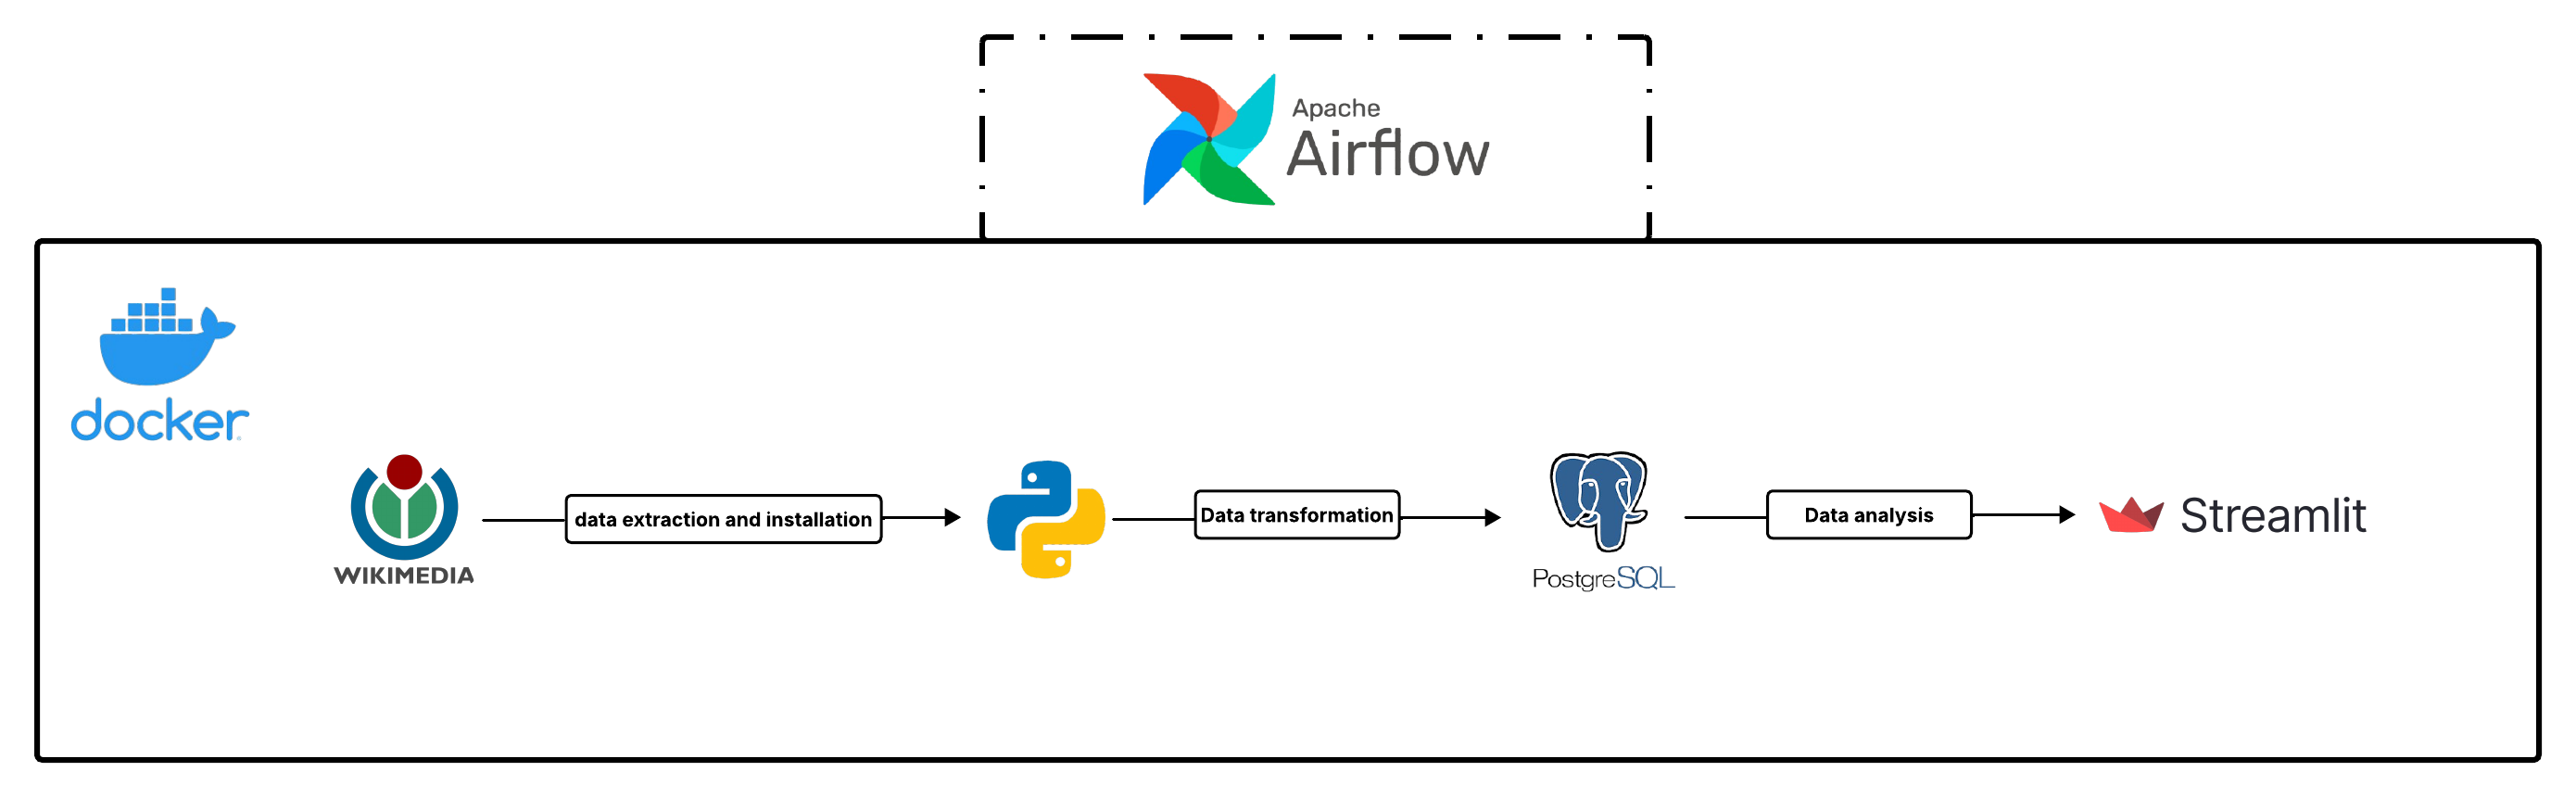 Apache
Airflow
docker
WIKIMEDIA
data extraction and installation
Data transformation
PostgreSQL
Data analysis
Streamlit